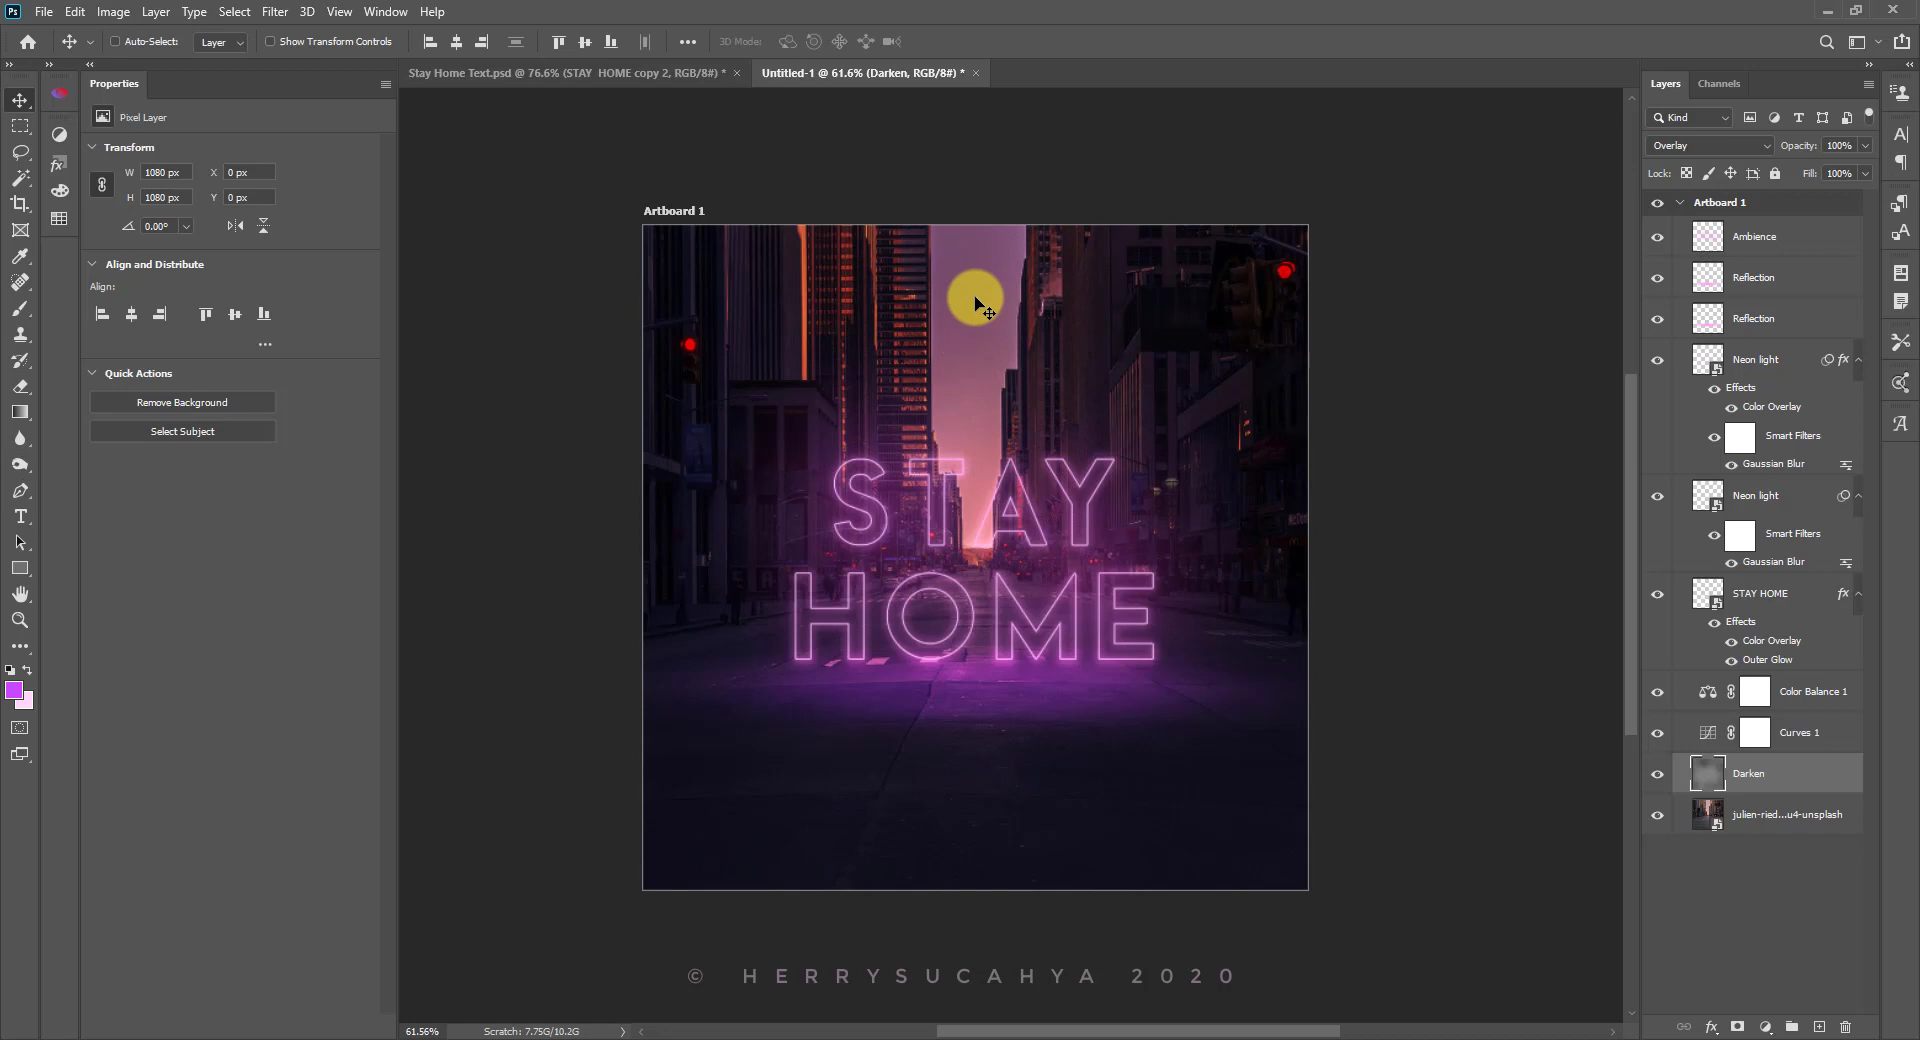 Ps File Edit Image Layer Type Select Filter 3D View Window Help
Auto-Select: Layer Show Transform Controls 3D Mode:
Stay Home Text.psd @ 76.6% (STAY HOME copy 2, RGB/8#) * × Untitled-1 @ 61.6% (Darken, RGB/8#) * ×
Properties
Pixel Layer
Transform
W 1080 px X 0 px
H 1080 px Y 0 px
0.00°
Align and Distribute
Align:
Quick Actions
Remove Background
Select Subject
Artboard 1
STAY
HOME
© HERRYSUCAHYA 2020
61.56% Scratch: 7.75G/10.2G
Layers Channels
Kind
Overlay Opacity: 100%
Lock: Fill: 100%
Artboard 1
Ambience
Reflection
Reflection
Neon light fx
Effects
Color Overlay
Smart Filters
Gaussian Blur
Neon light
Smart Filters
Gaussian Blur
STAY HOME fx
Effects
Color Overlay
Outer Glow
Color Balance 1
Curves 1
Darken
julien-ried...u4-unsplash
fx